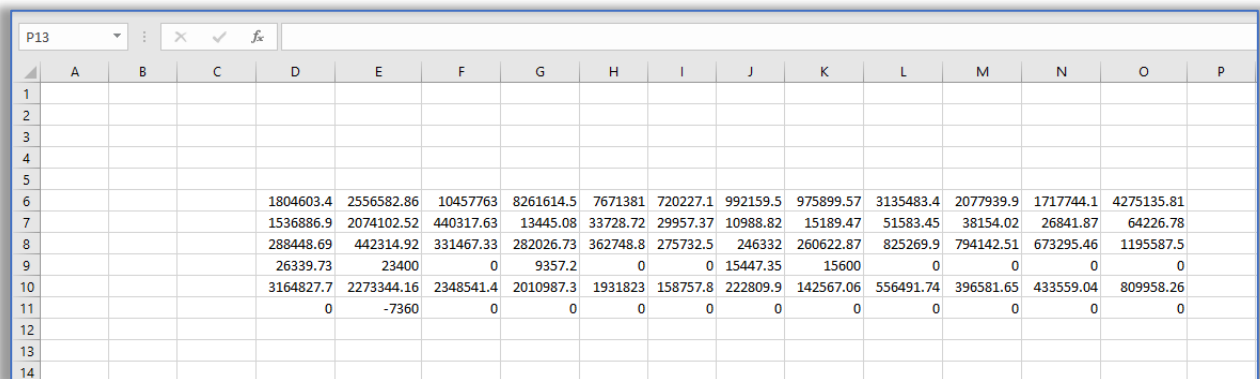 P13 fx
A B C D E F G H I J K L M N O P
1
2
3
4
5
6 1804603.4 2556582.86 10457763 8261614.5 7671381 720227.1 992159.5 975899.57 3135483.4 2077939.9 1717744.1 4275135.81
7 1536886.9 2074102.52 440317.63 13445.08 33728.72 29957.37 10988.82 15189.47 51583.45 38154.02 26841.87 64226.78
8 288448.69 442314.92 331467.33 282026.73 362748.8 275732.5 246332 260622.87 825269.9 794142.51 673295.46 1195587.5
9 26339.73 23400 0 9357.2 0 0 15447.35 15600 0 0 0 0
10 3164827.7 2273344.16 2348541.4 2010987.3 1931823 158757.8 222809.9 142567.06 556491.74 396581.65 433559.04 809958.26
11 0 -7360 0 0 0 0 0 0 0 0 0 0
12
13
14